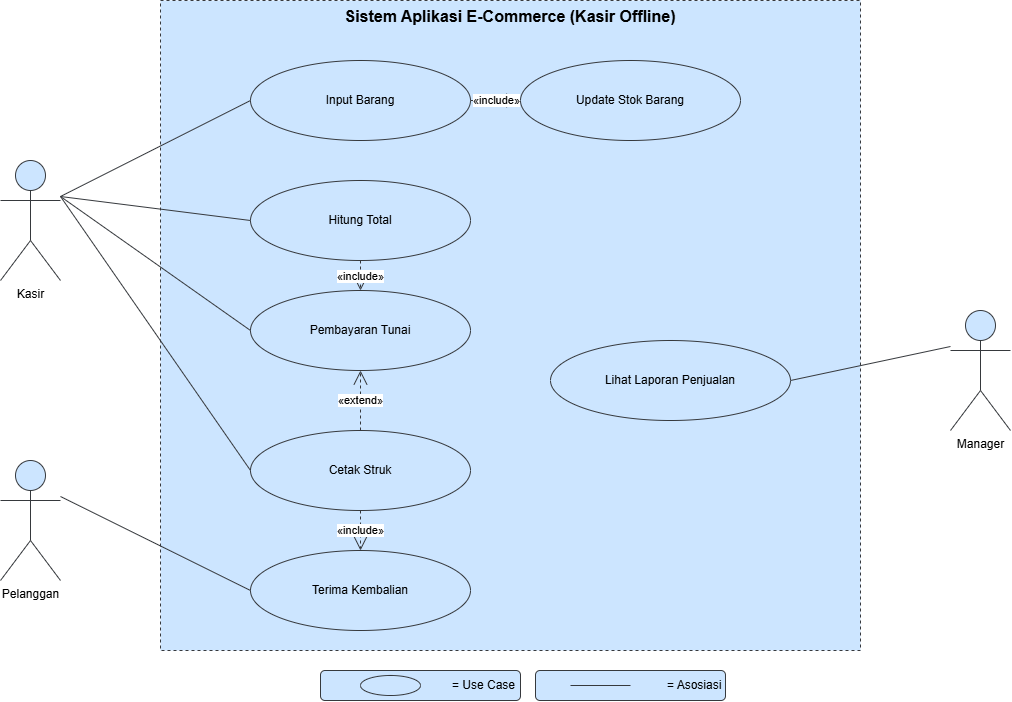 Sistem Aplikasi E-Commerce (Kasir Offline)
Input Barang
«include»
Update Stok Barang
Hitung Total
«include»
Kasir
Pembayaran Tunai
Lihat Laporan Penjualan
«extend»
Manager
Cetak Struk
«include»
Terima Kembalian
Pelanggan
= Use Case
= Asosiasi